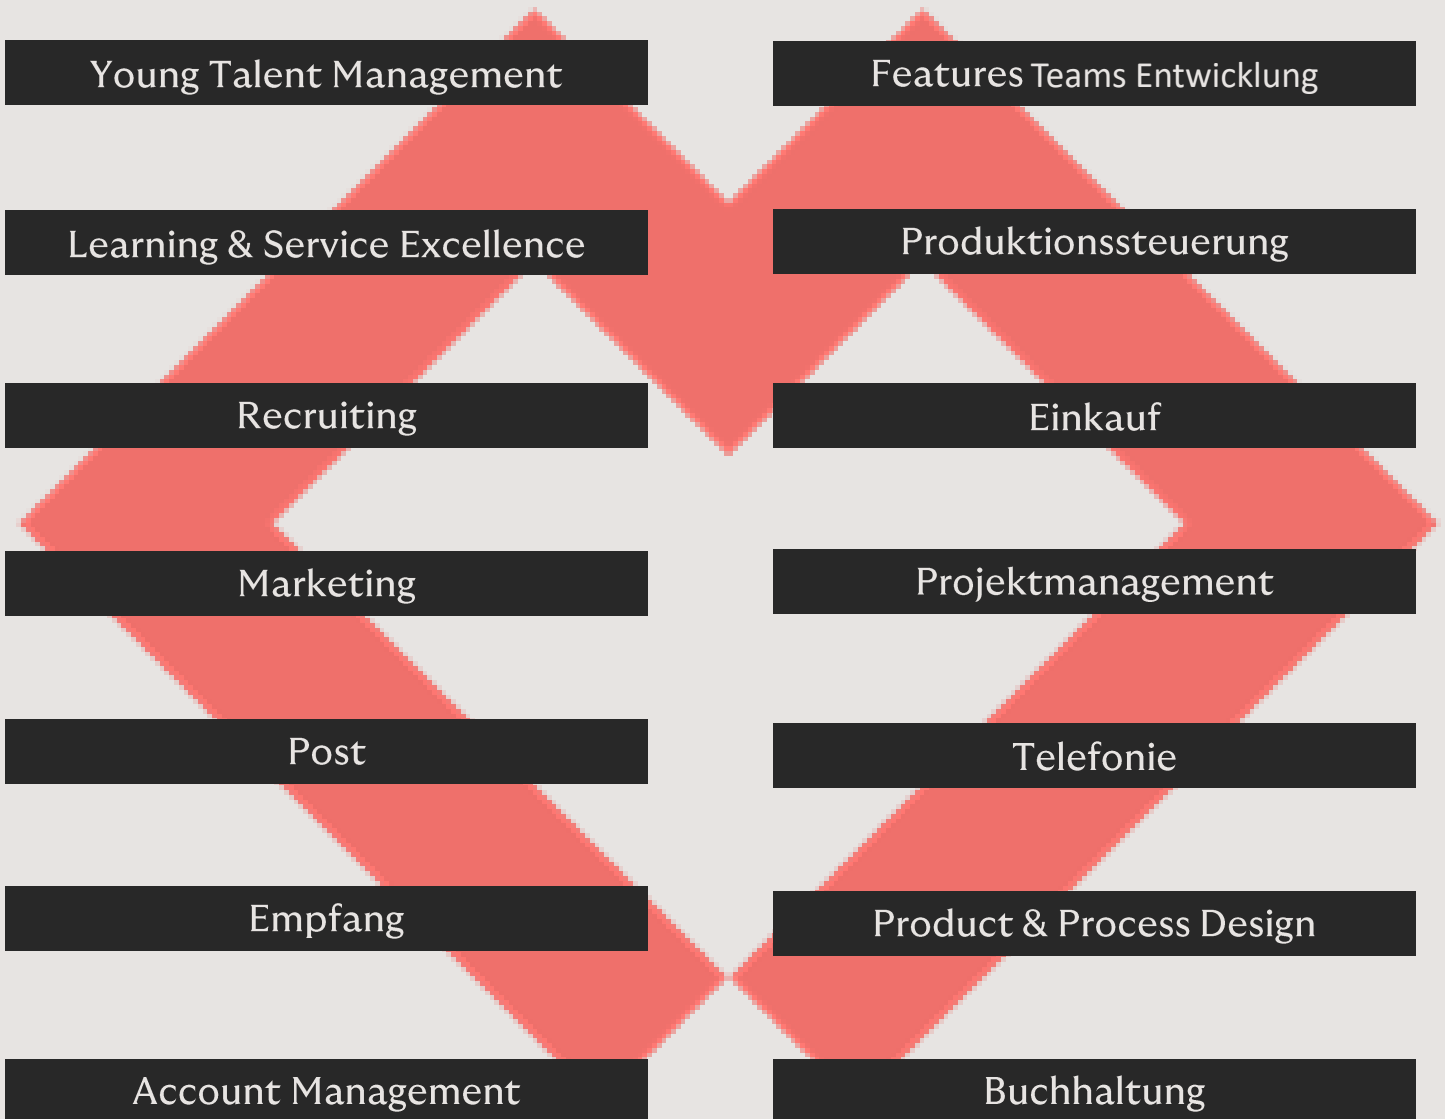 Young Talent Management
Features Teams Entwicklung
Learning & Service Excellence
Produktionssteuerung
Recruiting
Einkauf
Marketing
Projektmanagement
Post
Telefonie
Empfang
Product & Process Design
Account Management
Buchhaltung